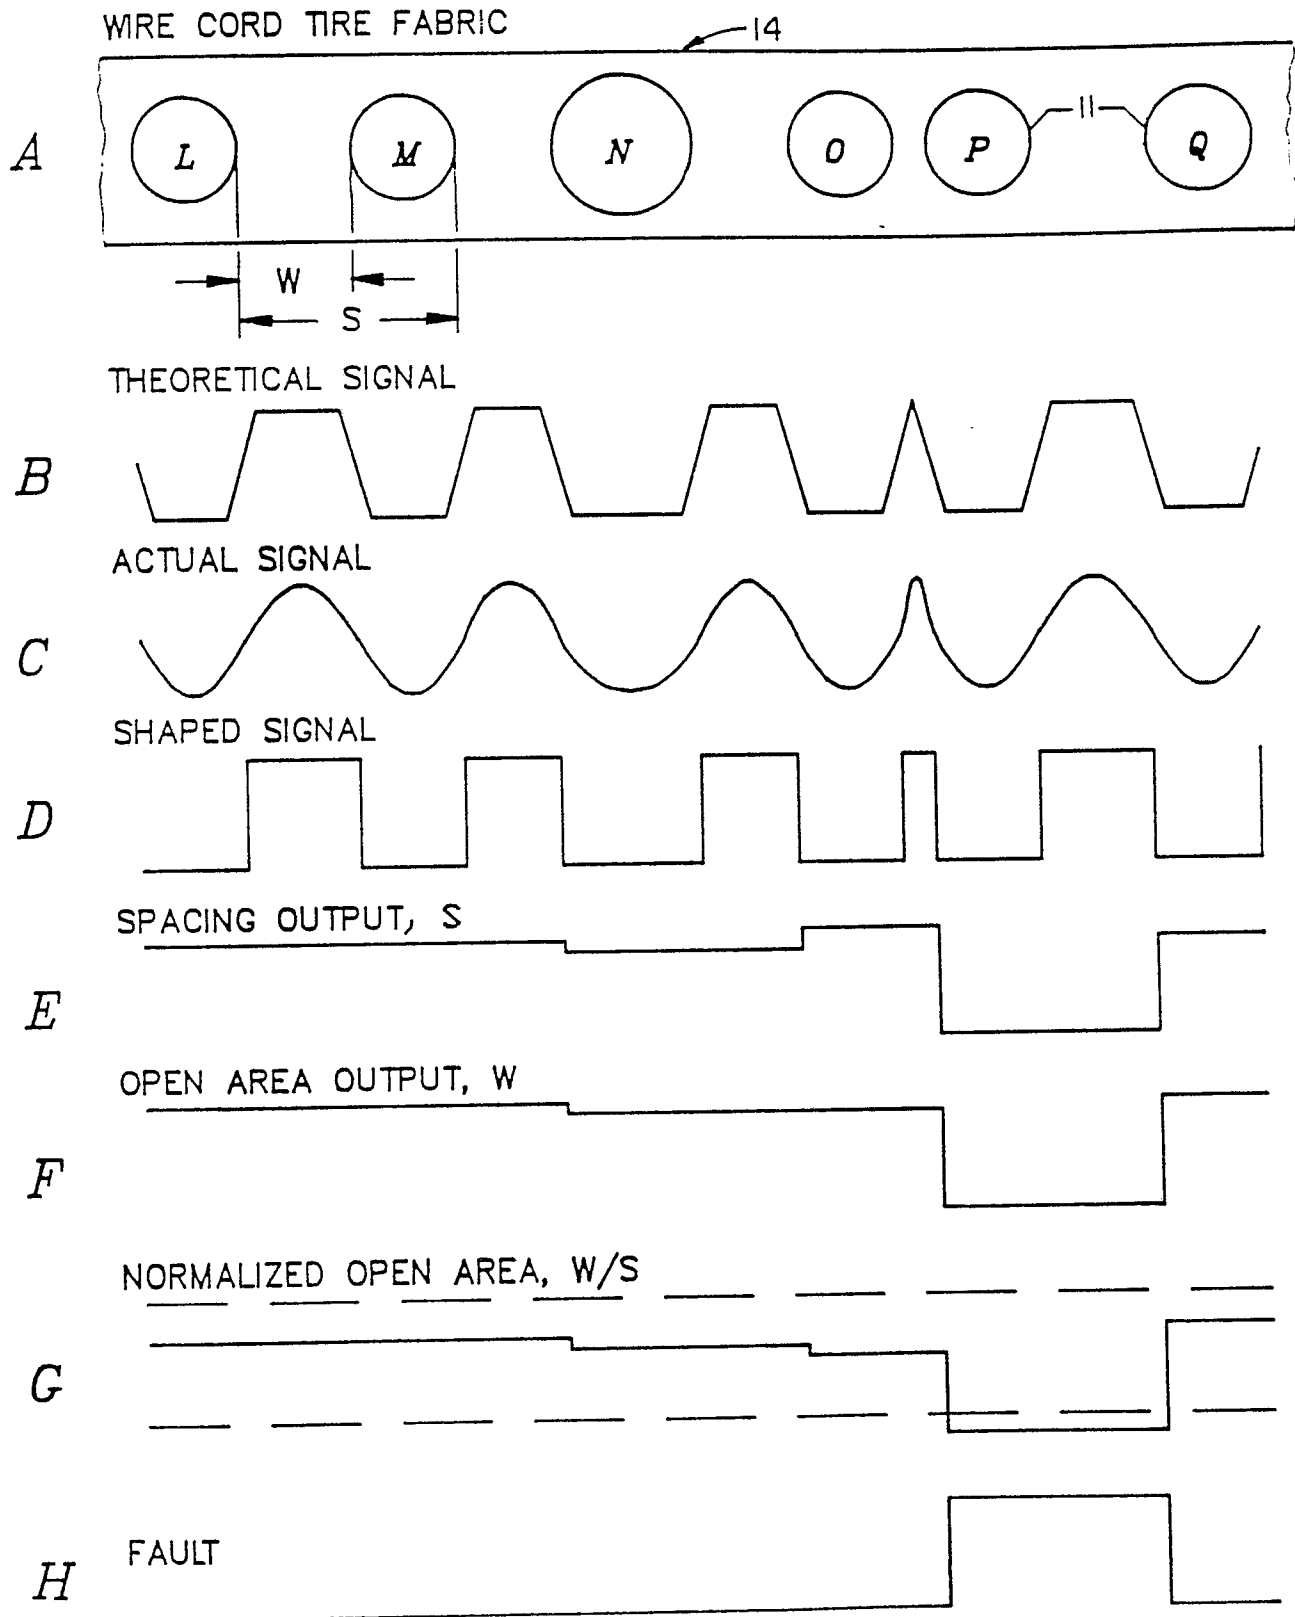 WIRE CORD TIRE FABRIC
14
A
L M N O P 11 Q
W
S
THEORETICAL SIGNAL
B
ACTUAL SIGNAL
C
SHAPED SIGNAL
D
SPACING OUTPUT, S
E
OPEN AREA OUTPUT, W
F
NORMALIZED OPEN AREA, W/S
G
FAULT
H